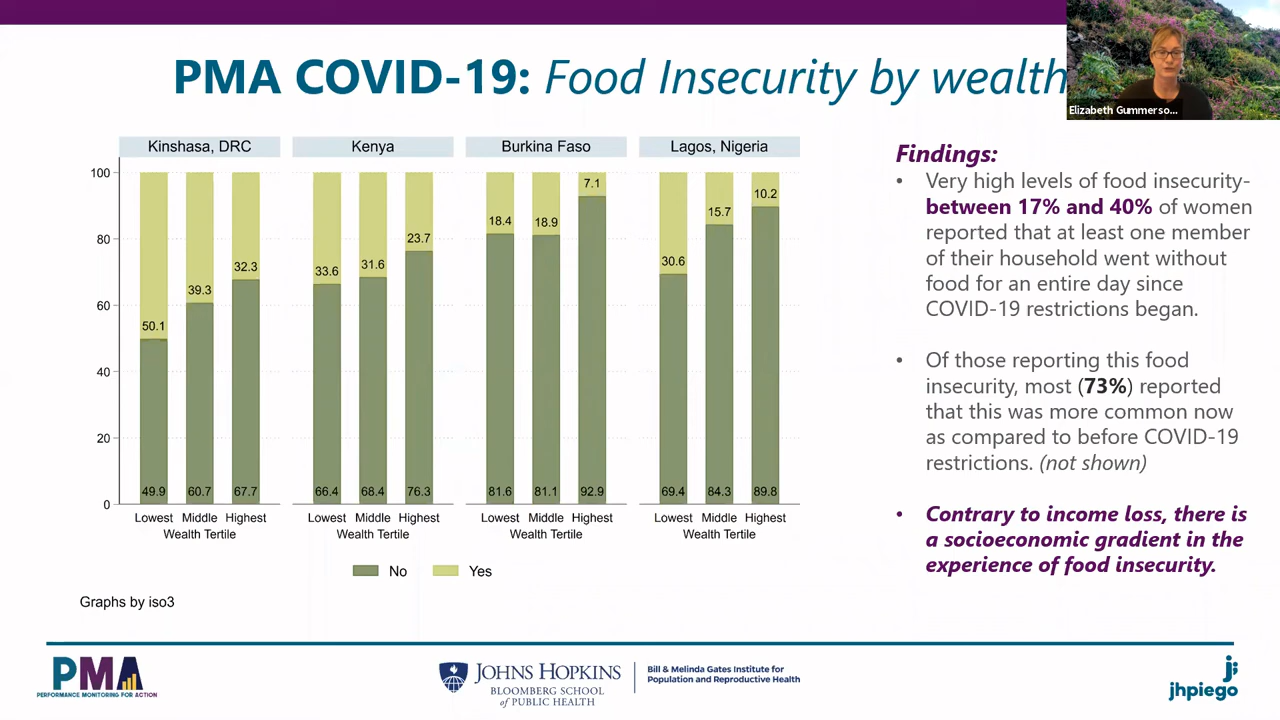 PMA COVID-19: Food Insecurity by wealth
Elizabeth Gummerso...
Kinshasa, DRC
Kenya
Burkina Faso
Lagos, Nigeria
100
80
60
40
20
0
50.1
39.3
32.3
49.9
60.7
67.7
33.6
31.6
23.7
66.4
68.4
76.3
18.4
18.9
7.1
81.6
81.1
92.9
30.6
15.7
10.2
69.4
84.3
89.8
Lowest Middle Highest
Wealth Tertile
Lowest Middle Highest
Wealth Tertile
Lowest Middle Highest
Wealth Tertile
Lowest Middle Highest
Wealth Tertile
No
Yes
Graphs by iso3
Findings:
• Very high levels of food insecurity-
between 17% and 40% of women
reported that at least one member
of their household went without
food for an entire day since
COVID-19 restrictions began.
• Of those reporting this food
insecurity, most (73%) reported
that this was more common now
as compared to before COVID-19
restrictions. (not shown)
• Contrary to income loss, there is
a socioeconomic gradient in the
experience of food insecurity.
PMA
PERFORMANCE MONITORING FOR ACTION
JOHNS HOPKINS
BLOOMBERG SCHOOL
of PUBLIC HEALTH
Bill & Melinda Gates Institute for
Population and Reproductive Health
j:
jhpiego